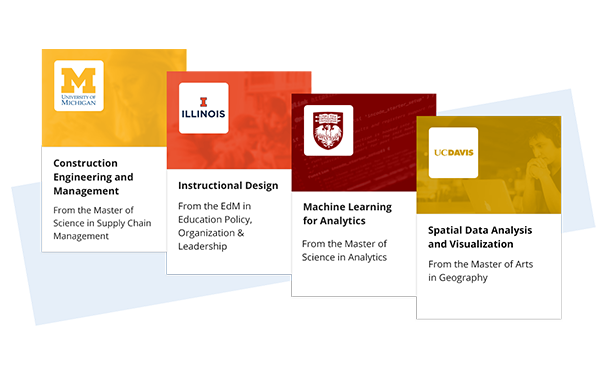 M
UNIVERSITY OF
MICHIGAN
Construction
Engineering and
Management
From the Master of
Science in Supply Chain
Management
I
ILLINOIS
Instructional Design
From the EdM in
Education Policy,
Organization &
Leadership
Machine Learning
for Analytics
From the Master of
Science in Analytics
UCDAVIS
Spatial Data Analysis
and Visualization
From the Master of Arts
in Geography